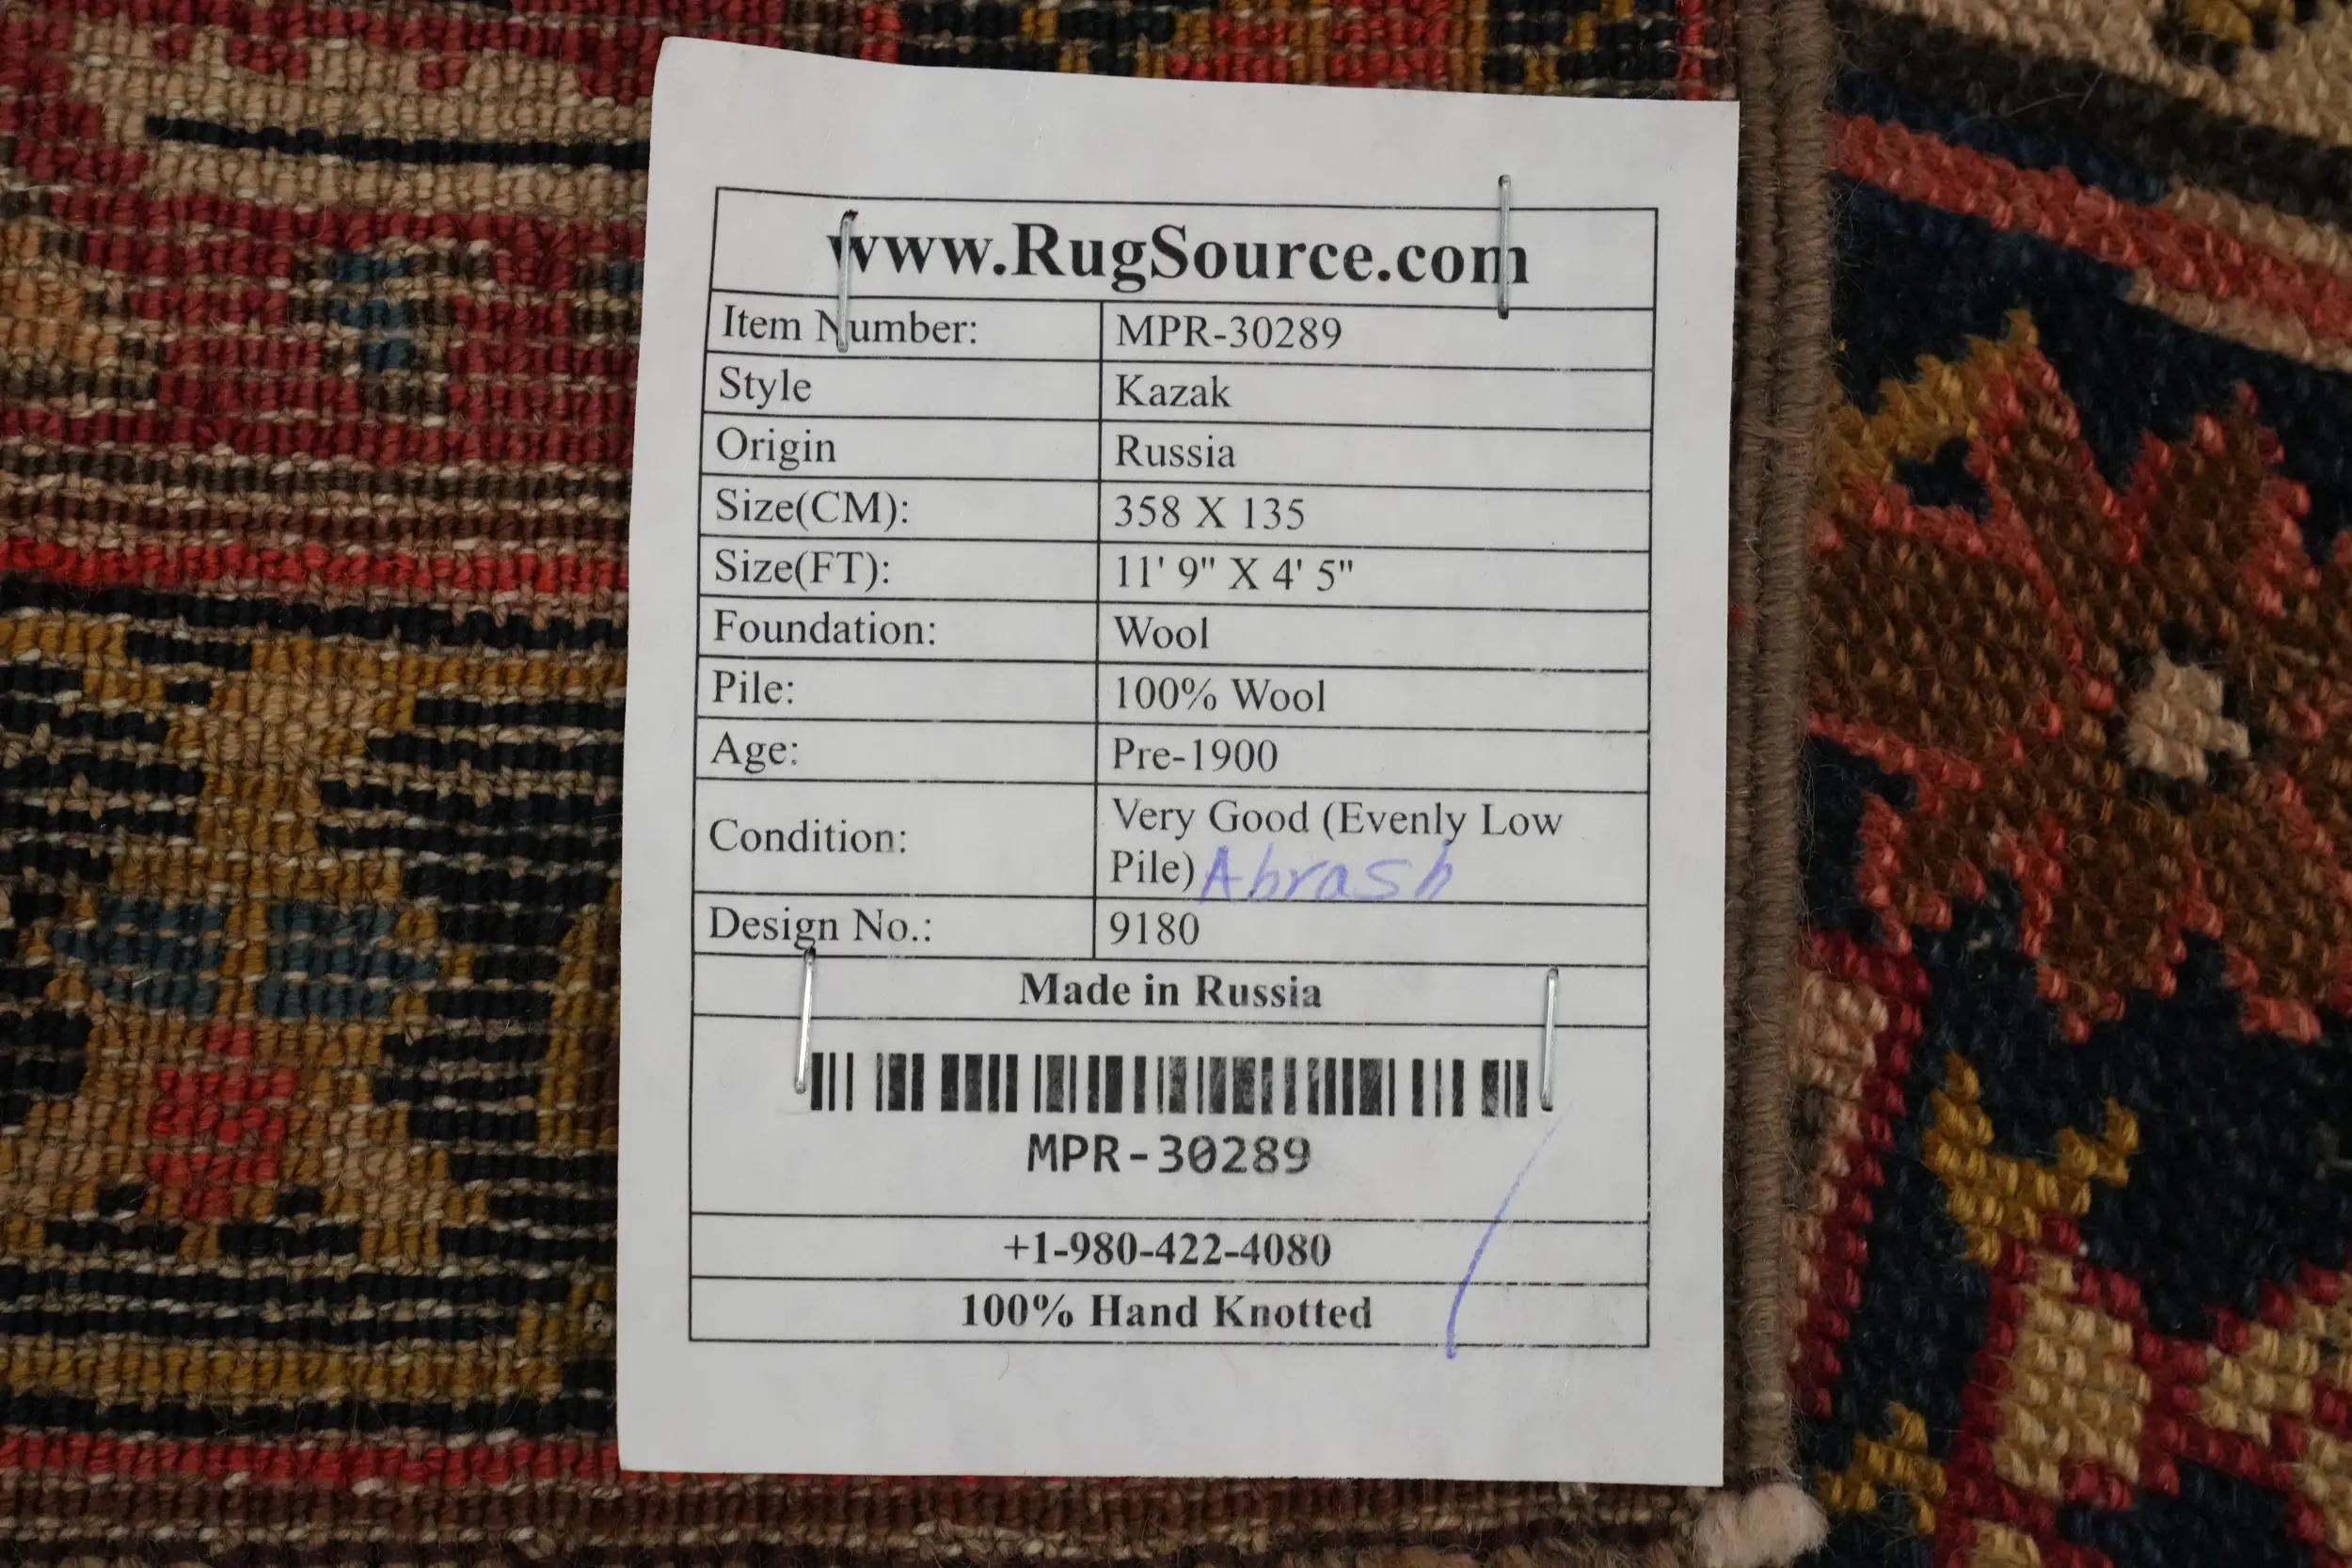 www.RugSource.com
Item Number: MPR-30289
Style Kazak
Origin Russia
Size(CM): 358 X 135
Size(FT): 11' 9" X 4' 5"
Foundation: Wool
Pile: 100% Wool
Age: Pre-1900
Condition: Very Good (Evenly Low
Pile) Abrash
Design No.: 9180
Made in Russia
MPR-30289
+1-980-422-4080
100% Hand Knotted